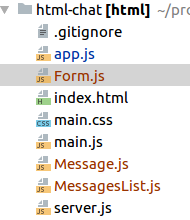 html-chat [html] ~/pro
.gitignore
app.js
Form.js
index.html
main.css
main.js
Message.js
MessagesList.js
server.js